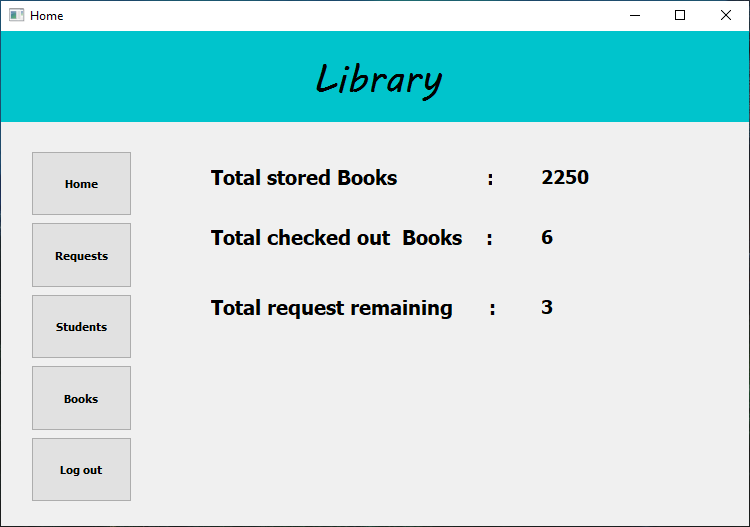 Home
Library
Home
Total stored Books : 2250
Requests
Total checked out Books : 6
Students
Total request remaining : 3
Books
Log out